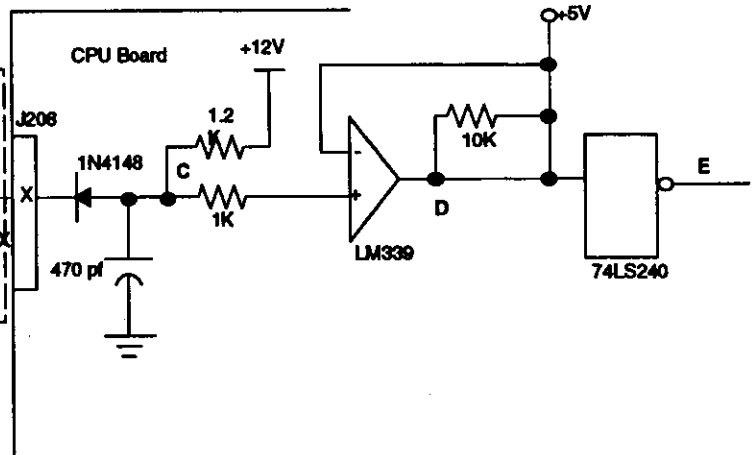 +5V
CPU Board
+12V
J208
1.2
K
1N4148
C
10K
-
E
X
1K
+
D
X
LM339
470 pf
74LS240